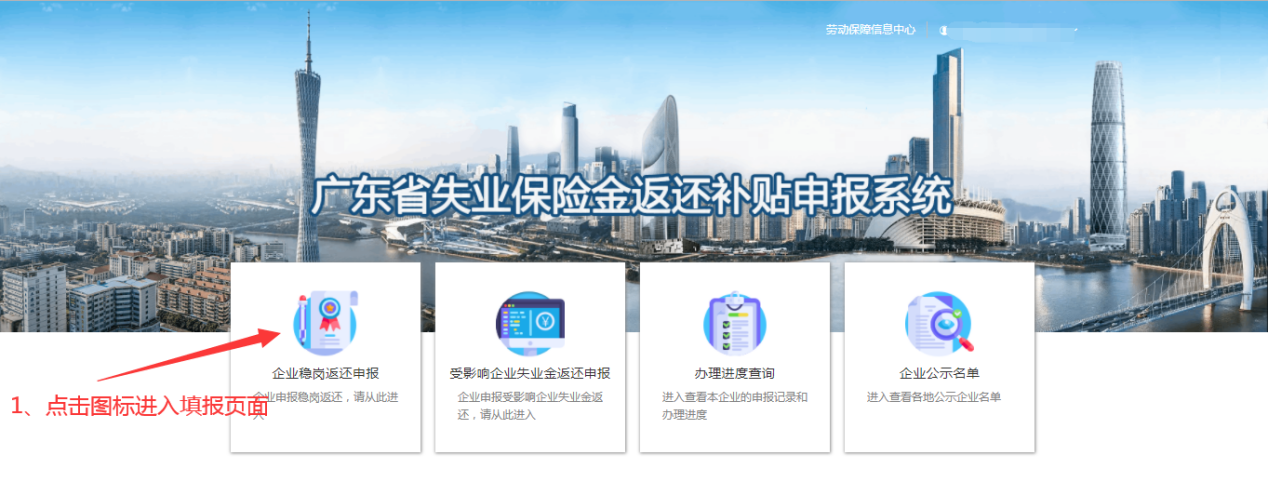 劳动保障信息中心
广东省失业保险金返还补贴申报系统
企业稳岗返还申报
企业申报稳岗返还，请从此进
入
受影响企业失业金返还申报
企业申报受影响企业失业金返
还，请从此进入
办理进度查询
进入查看本企业的申报记录和
办理进度
企业公示名单
进入查看各地公示企业名单
1、点击图标进入填报页面